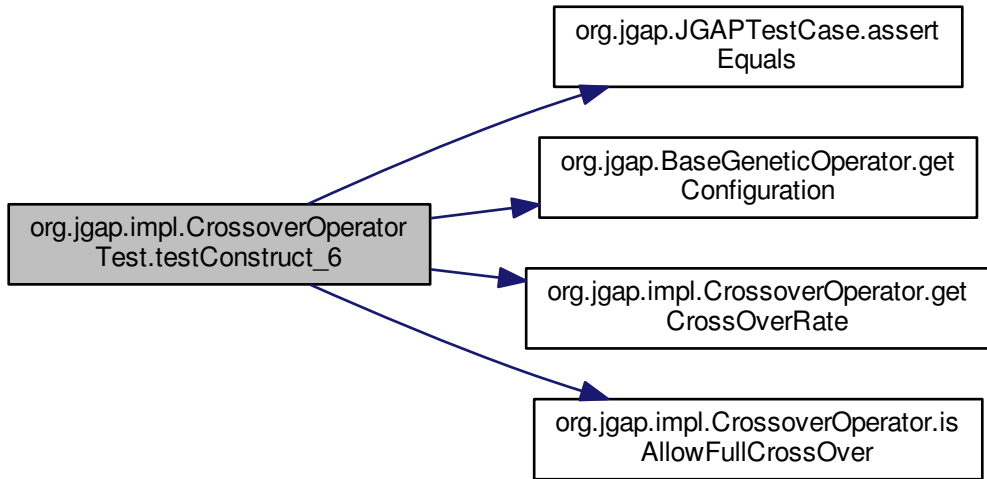 org.jgap.JGAPTestCase.assert
Equals
org.jgap.BaseGeneticOperator.get
Configuration
org.jgap.impl.CrossoverOperator
Test.testConstruct_6
org.jgap.impl.CrossoverOperator.get
CrossOverRate
org.jgap.impl.CrossoverOperator.is
AllowFullCrossOver